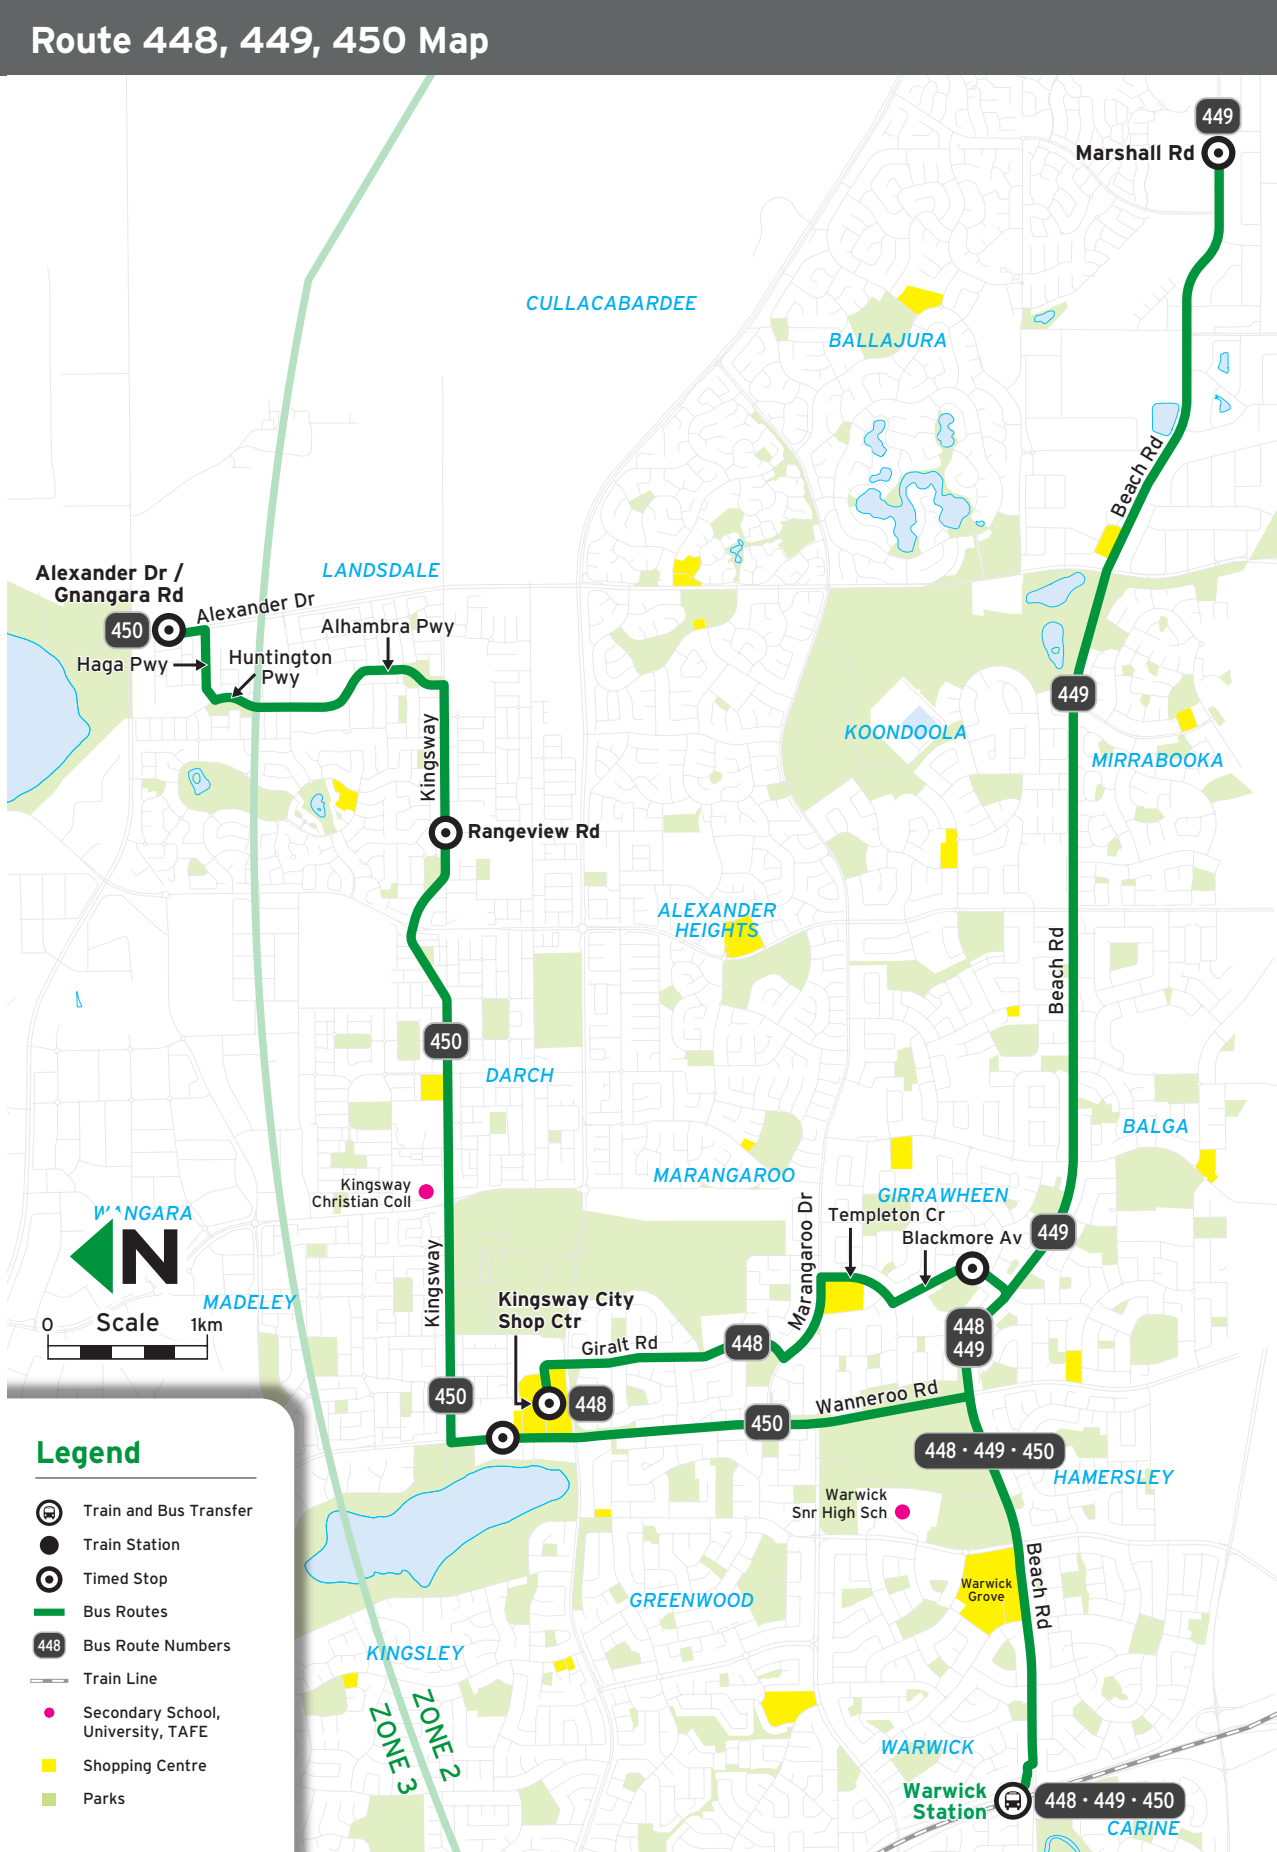 Route 448, 449, 450 Map
449
Marshall Rd
CULLACABARDEE
BALLAJURA
Beach Rd
LANDSDALE
Alexander Dr /
Gnangara Rd
450
Alexander Dr
Alhambra Pwy
Haga Pwy
Huntington
Pwy
449
KOONDOOLA
MIRRABOOKA
Kingsway
Rangeview Rd
ALEXANDER
HEIGHTS
Beach Rd
450
DARCH
BALGA
Kingsway
Christian Coll
MARANGAROO
GIRRAWHEEN
Templeton Cr
Blackmore Av
449
Marangaroo Dr
WANGARA
N
MADELEY
0 Scale 1km
Kingsway
Kingsway City
Shop Ctr
Giralt Rd
448
448
449
450
448
Wanneroo Rd
450
448 • 449 • 450
HAMERSLEY
Warwick
Snr High Sch
Beach Rd
Warwick
Grove
GREENWOOD
KINGSLEY
ZONE 2
ZONE 3
WARWICK
Warwick
Station
448 • 449 • 450
CARINE
Legend
Train and Bus Transfer
Train Station
Timed Stop
Bus Routes
448
Bus Route Numbers
Train Line
Secondary School,
University, TAFE
Shopping Centre
Parks